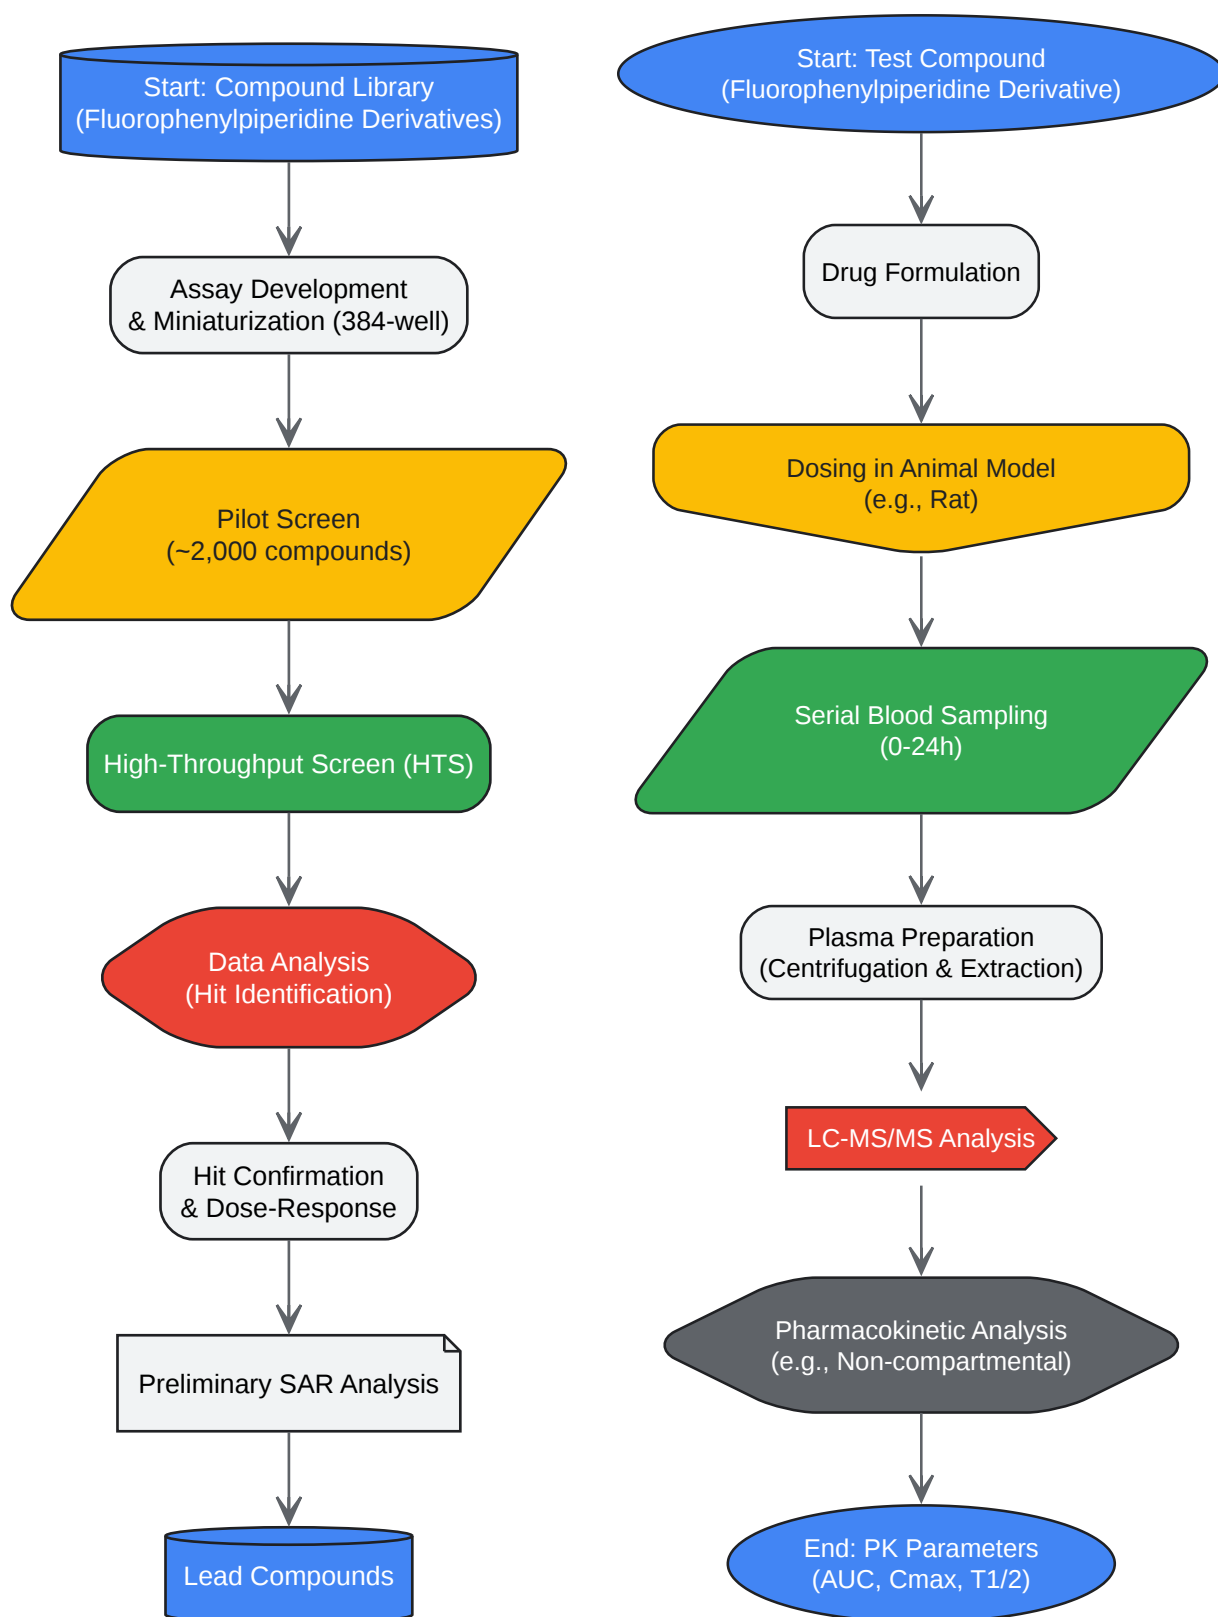 Start: Compound Library
(Fluorophenylpiperidine Derivatives)
Assay Development
& Miniaturization (384-well)
Pilot Screen
(~2,000 compounds)
High-Throughput Screen (HTS)
Data Analysis
(Hit Identification)
Hit Confirmation
& Dose-Response
Preliminary SAR Analysis
Lead Compounds
Start: Test Compound
(Fluorophenylpiperidine Derivative)
Drug Formulation
Dosing in Animal Model
(e.g., Rat)
Serial Blood Sampling
(0-24h)
Plasma Preparation
(Centrifugation & Extraction)
LC-MS/MS Analysis
Pharmacokinetic Analysis
(e.g., Non-compartmental)
End: PK Parameters
(AUC, Cmax, T1/2)